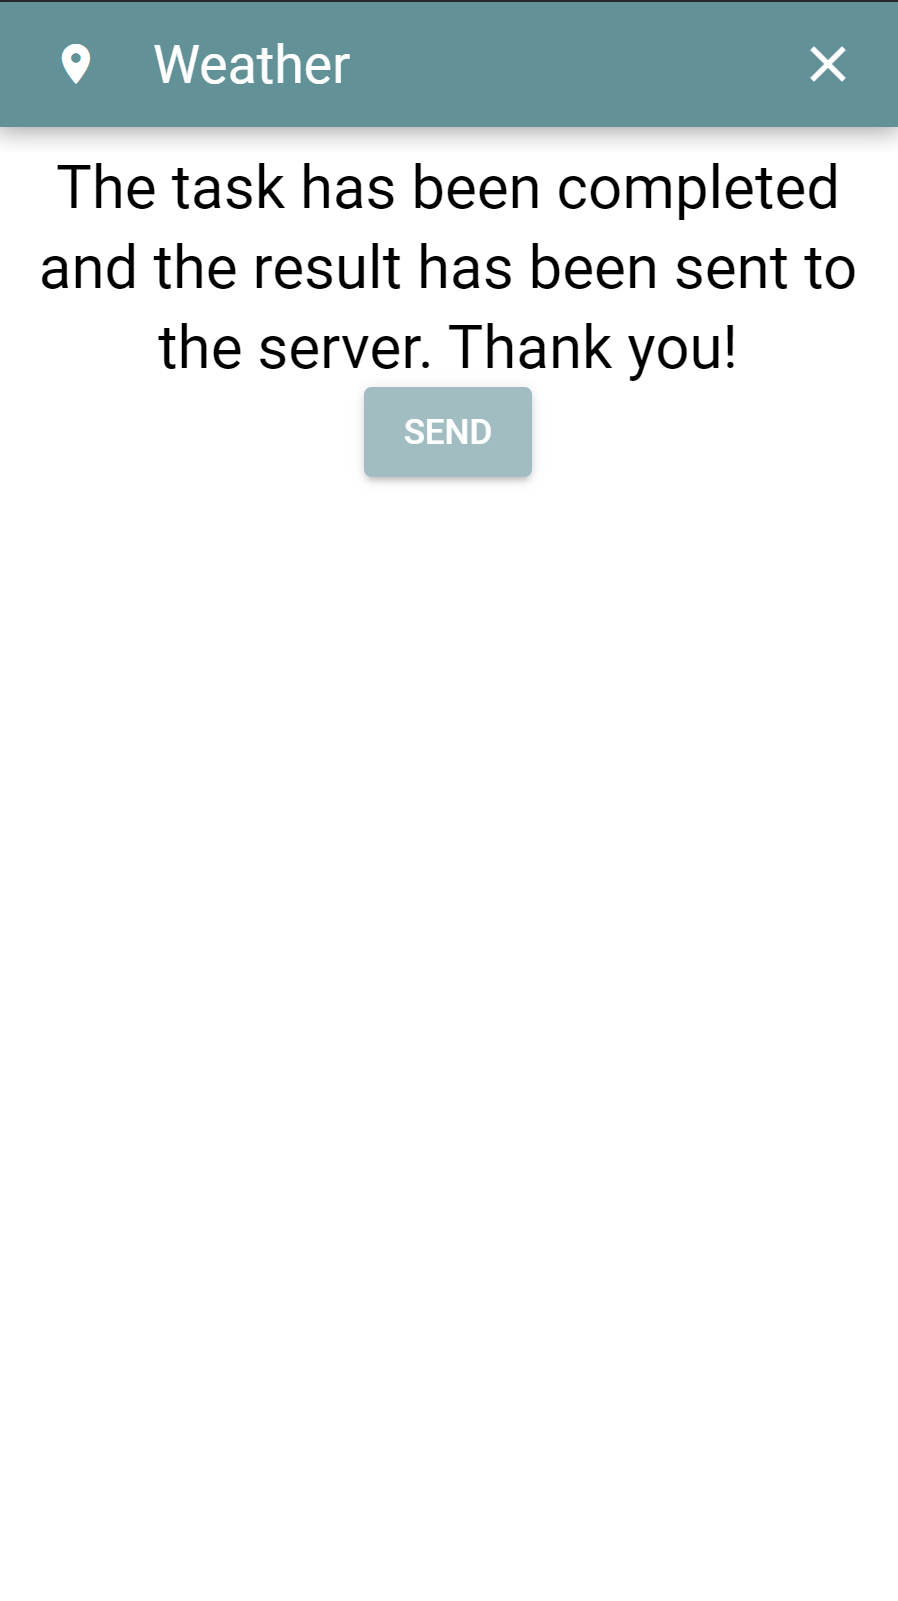 Weather
The task has been completed
and the result has been sent to
the server. Thank you!
SEND